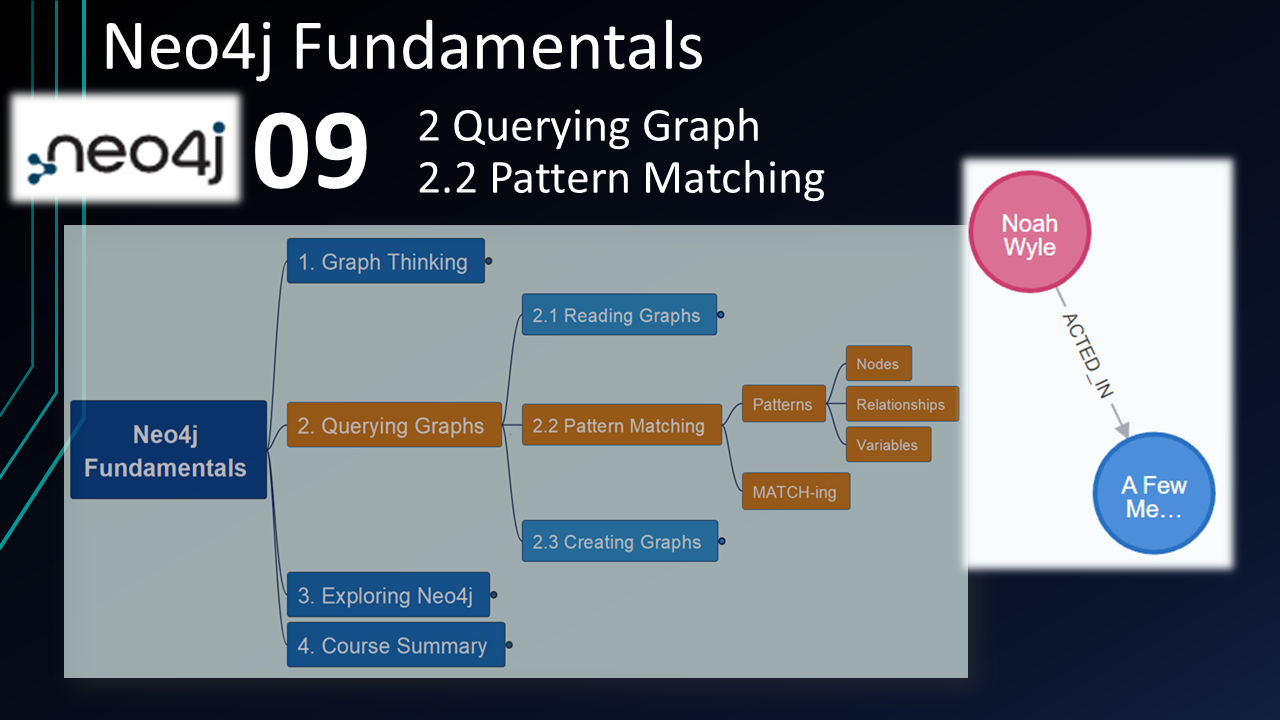 Neo4j Fundamentals
neo4j
09
2 Querying Graph
2.2 Pattern Matching
Neo4j
Fundamentals
1. Graph Thinking
2. Querying Graphs
2.1 Reading Graphs
2.2 Pattern Matching
Patterns
Nodes
Relationships
Variables
MATCH-ing
2.3 Creating Graphs
3. Exploring Neo4j
4. Course Summary
Noah
Wyle
ACTED_IN
A Few
Me...